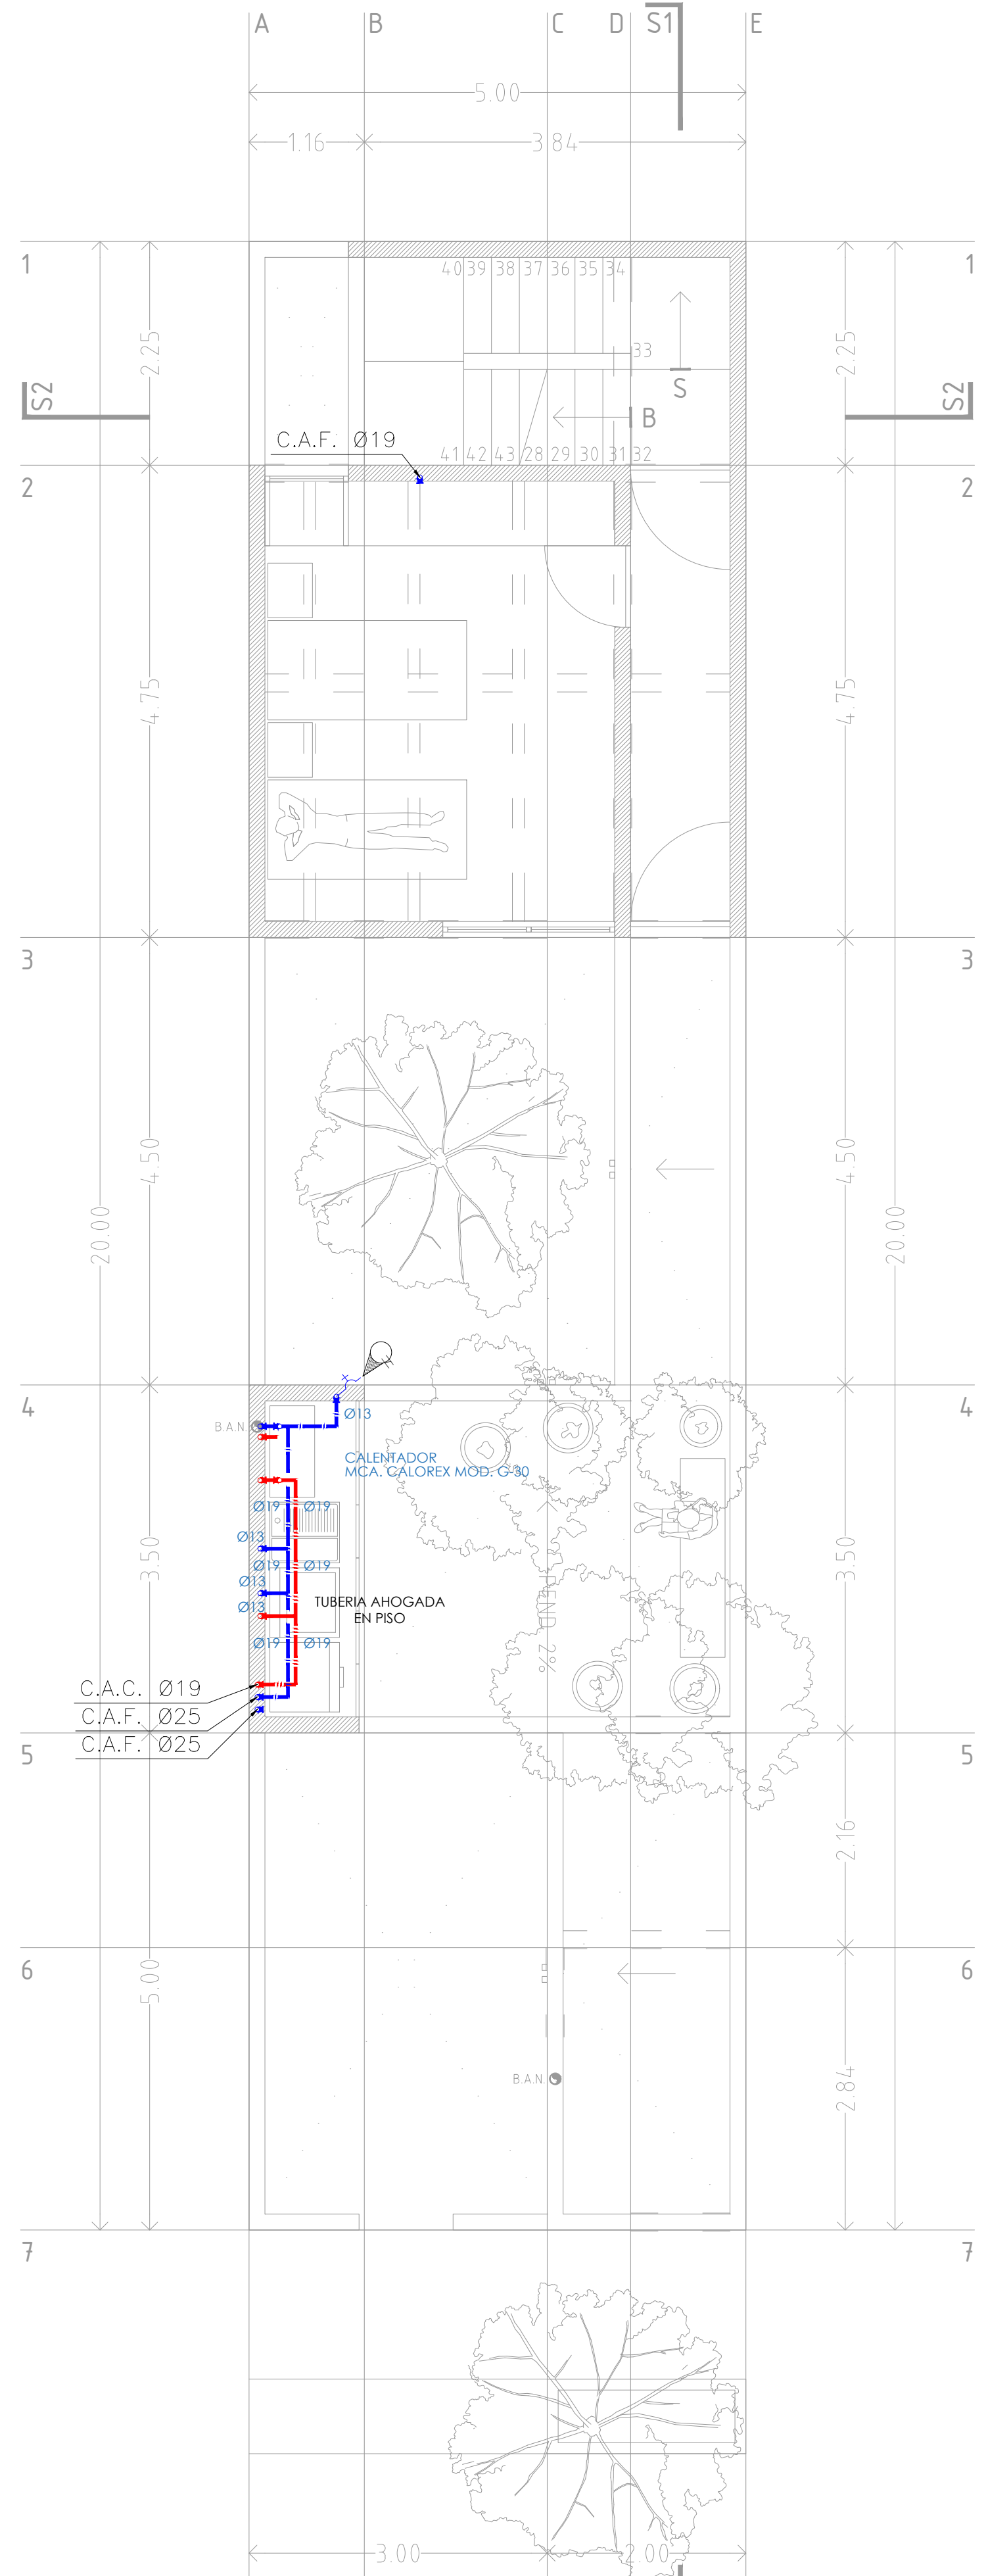 A B C D S1 E
5.00
1.16 3.84
1 1
40 39 38 37 36 35 34
33
2.25 2.25
S2 S2
S
B
C.A.F. Ø19
41 42 43 28 29 30 31 32
2 2
4.75 4.75
3 3
4.50 4.50
20.00 20.00
4 4
Ø13
B.A.N.
CALENTADOR
MCA. CALOREX MOD. G-30
Ø19 Ø19
Ø13
3.50 3.50
Ø19 Ø19
Ø13
TUBERIA AHOGADA
EN PISO
Ø13
PEND 2%
Ø19 Ø19
C.A.C. Ø19
C.A.F. Ø25
C.A.F. Ø25
5 5
2.16
6 6
5.00
B.A.N.
2.84
7 7
3.00 2.00